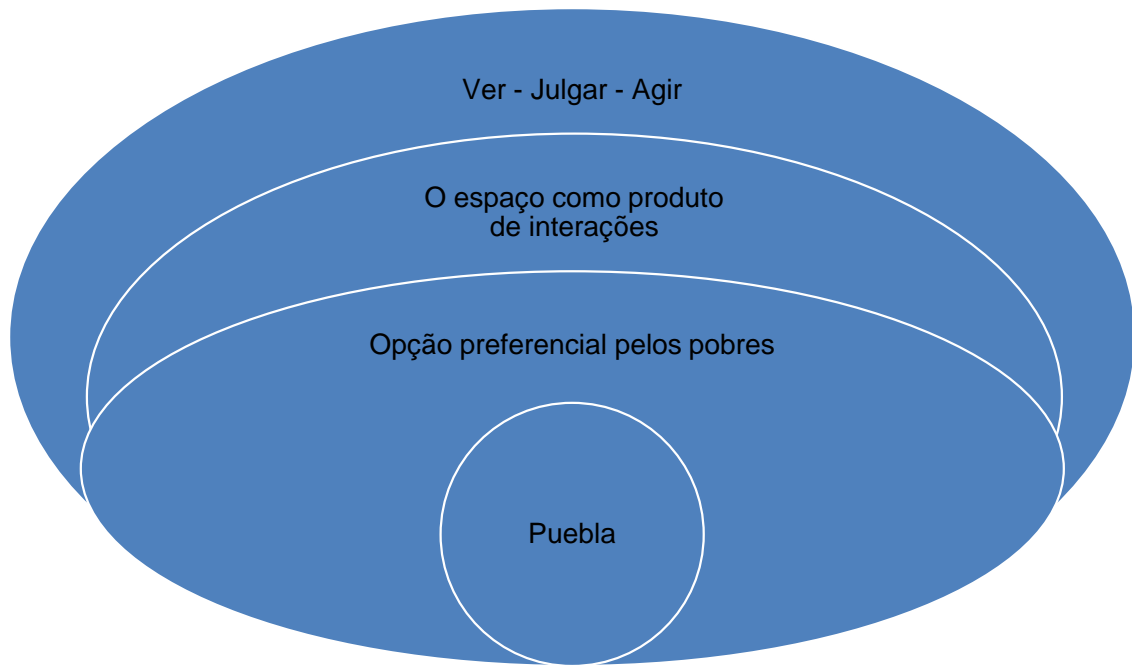 Ver - Julgar - Agir
O espaço como produto
de interações
Opção preferencial pelos pobres
Puebla